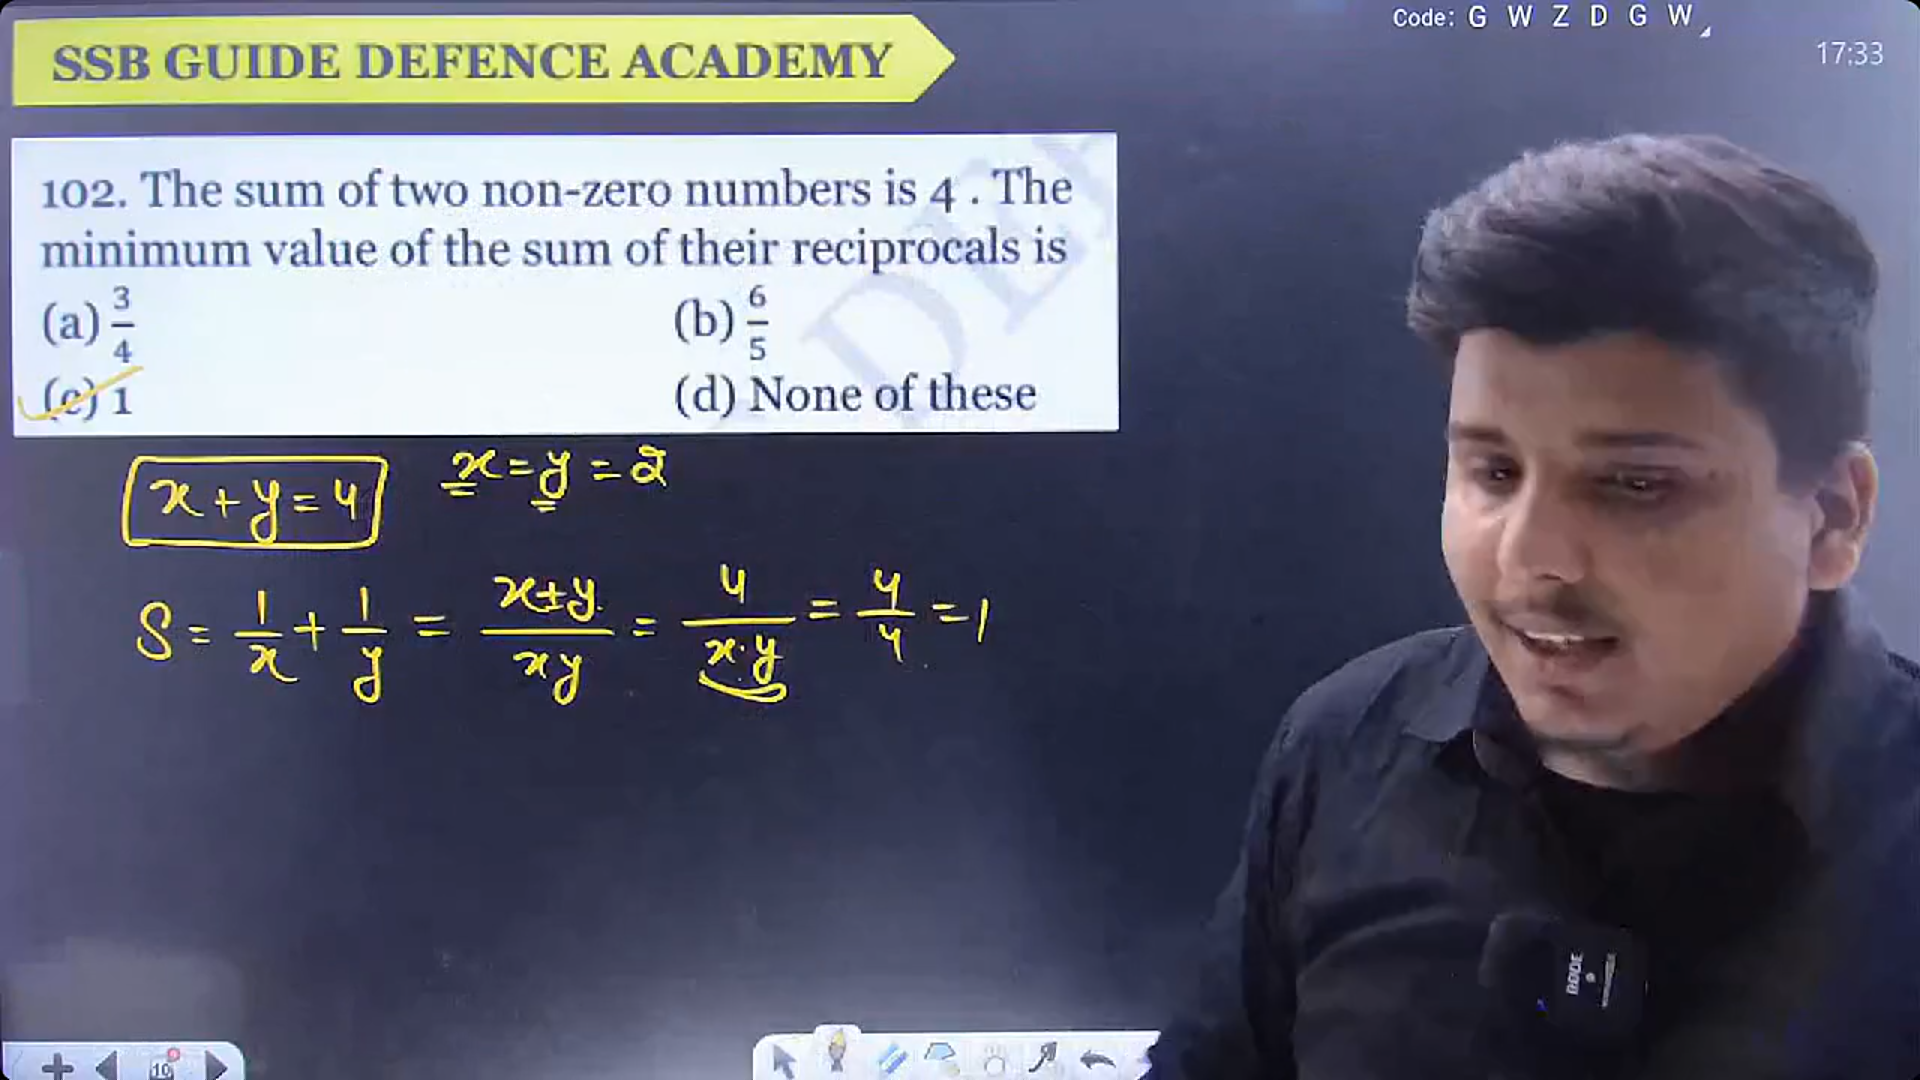 Code: G W Z D G W
17:33
SSB GUIDE DEFENCE ACADEMY
102. The sum of two non-zero numbers is 4 . The
minimum value of the sum of their reciprocals is
(a) 3/4
(b) 6/5
(c) 1
(d) None of these
x+y=4
x=y=2
S= 1/x + 1/y = x+y/xy = 4/x·y = 4/4 =1
10